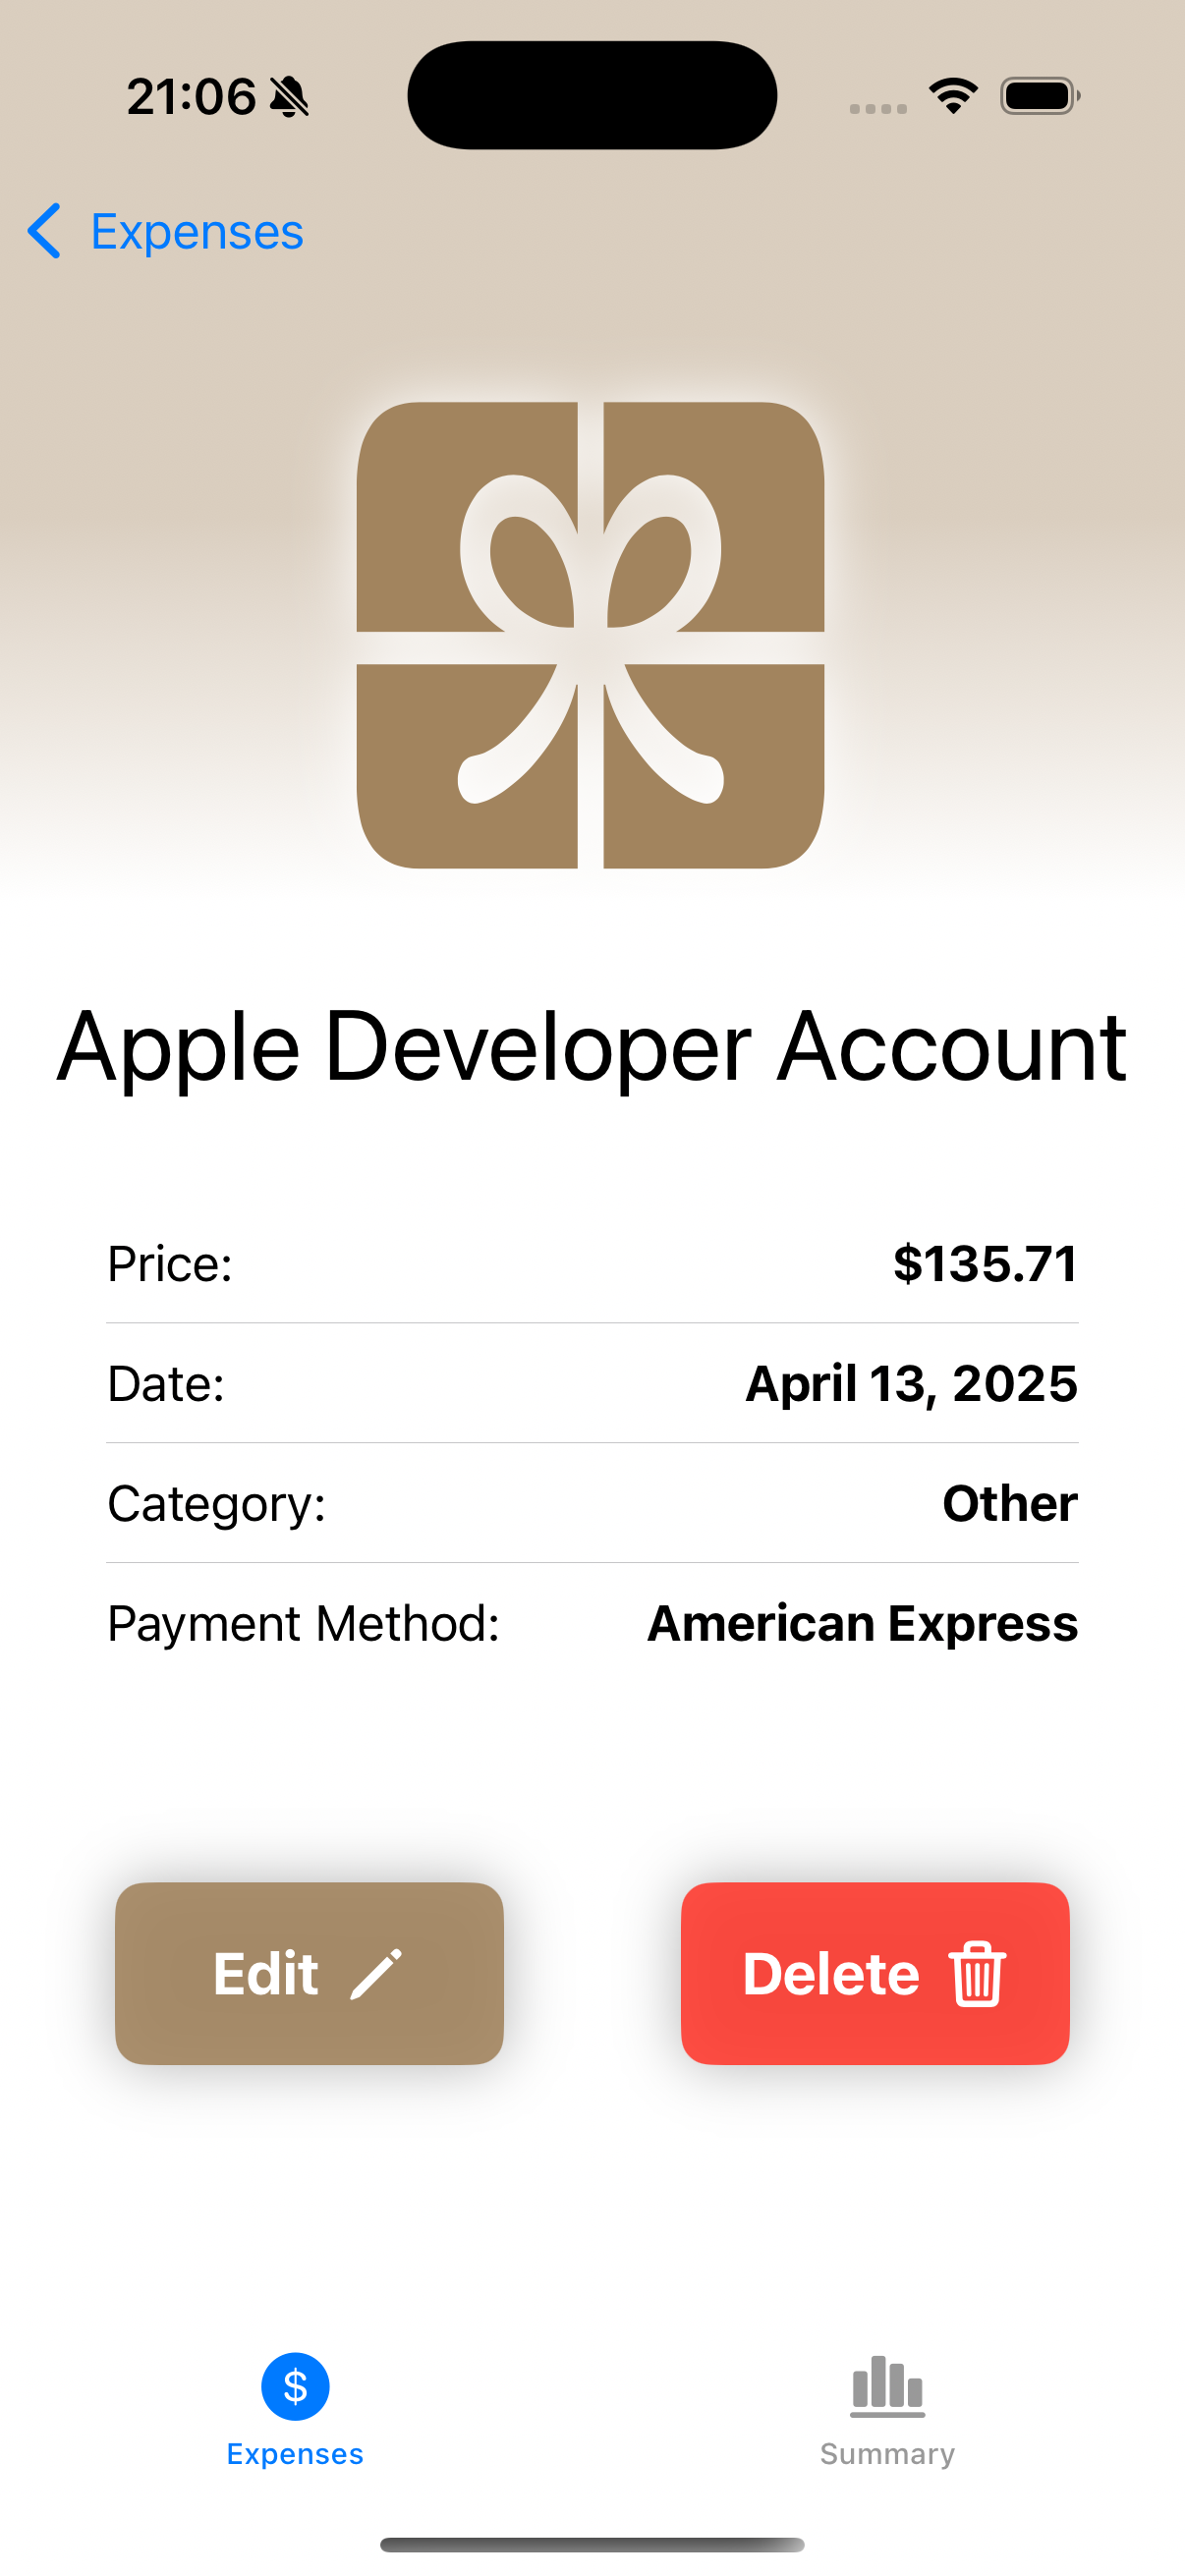 21:06
Expenses
Apple Developer Account
Price: $135.71
Date: April 13, 2025
Category: Other
Payment Method: American Express
Edit
Delete
$
Expenses
Summary